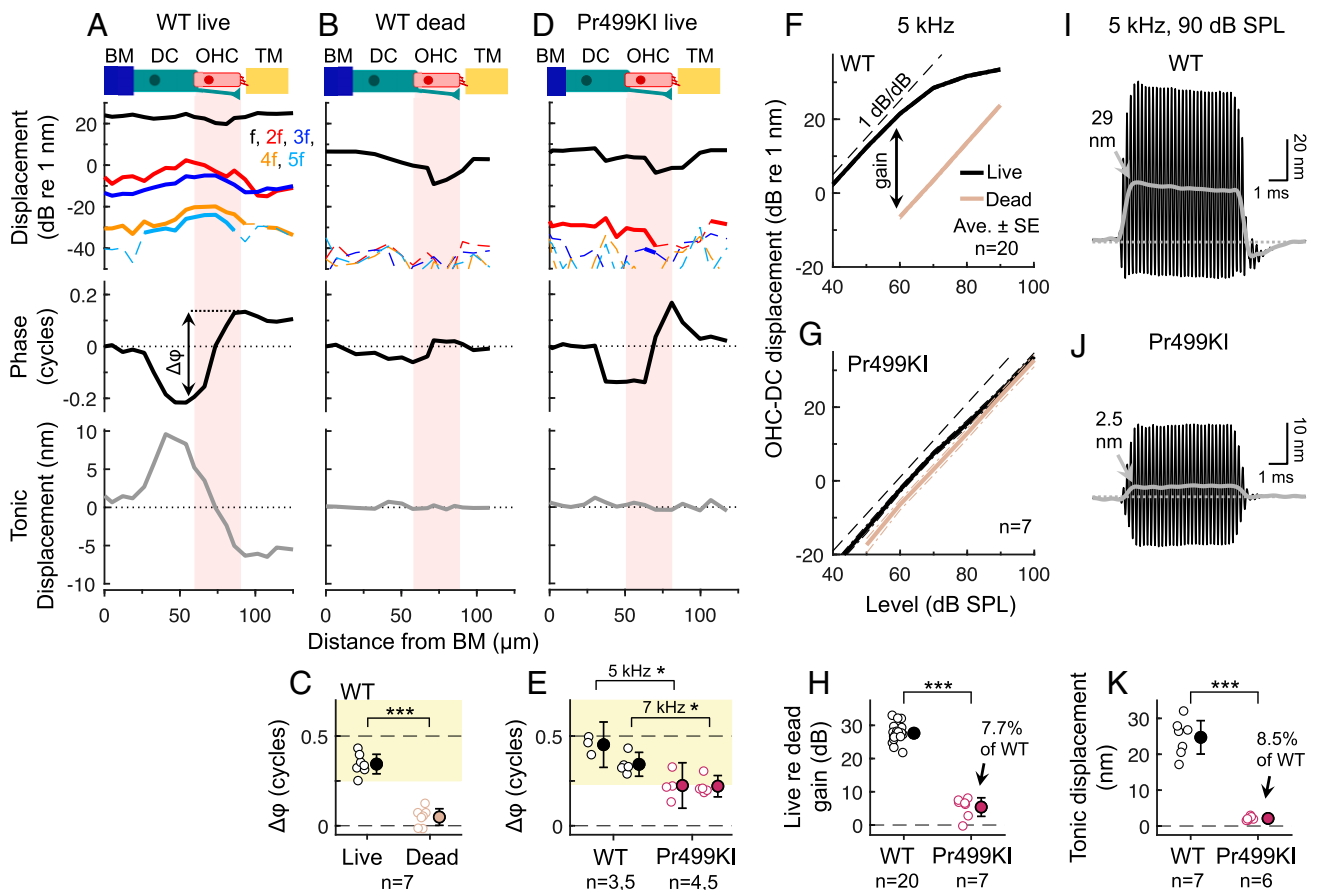 A
WT live
BM DC OHC TM
B
WT dead
DC OHC TM
D
Pr499KI live
BM DC OHC TM
Displacement
(dB re 1 nm)
20
0
-20
-40
f, 2f, 3f,
4f, 5f
Phase
(cycles)
0.2
0
-0.2
Δφ
Tonic
Displacement (nm)
10
5
0
-5
-10
0 50 100
0 50 100
0 50 100
Distance from BM (µm)
F
5 kHz
WT
1 dB/dB
gain
Live
Dead
Ave. ± SE
n=20
20
0
-20
40 60 80 100
OHC-DC displacement (dB re 1 nm)
G
Pr499KI
n=7
20
0
-20
40 60 80 100
Level (dB SPL)
I
5 kHz, 90 dB SPL
WT
29
nm
20 nm
1 ms
J
Pr499KI
2.5
nm
10 nm
1 ms
C
WT
***
Δφ (cycles)
0.5
0
Live Dead
n=7
E
5 kHz *
7 kHz *
Δφ (cycles)
0.5
0
WT Pr499KI
n=3,5 n=4,5
H
***
7.7%
of WT
Live re dead
gain (dB)
30
20
10
0
WT Pr499KI
n=20 n=7
K
***
8.5%
of WT
Tonic displacement
(nm)
30
20
10
0
WT Pr499KI
n=7 n=6